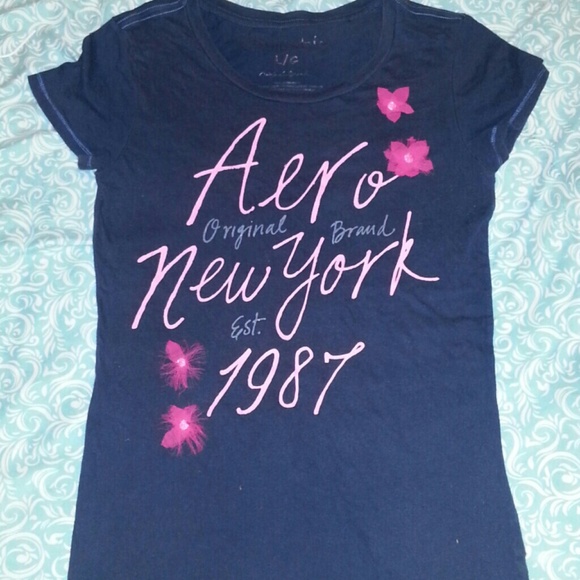 L/G
Aero
Original Brand
New York
Est.
1987